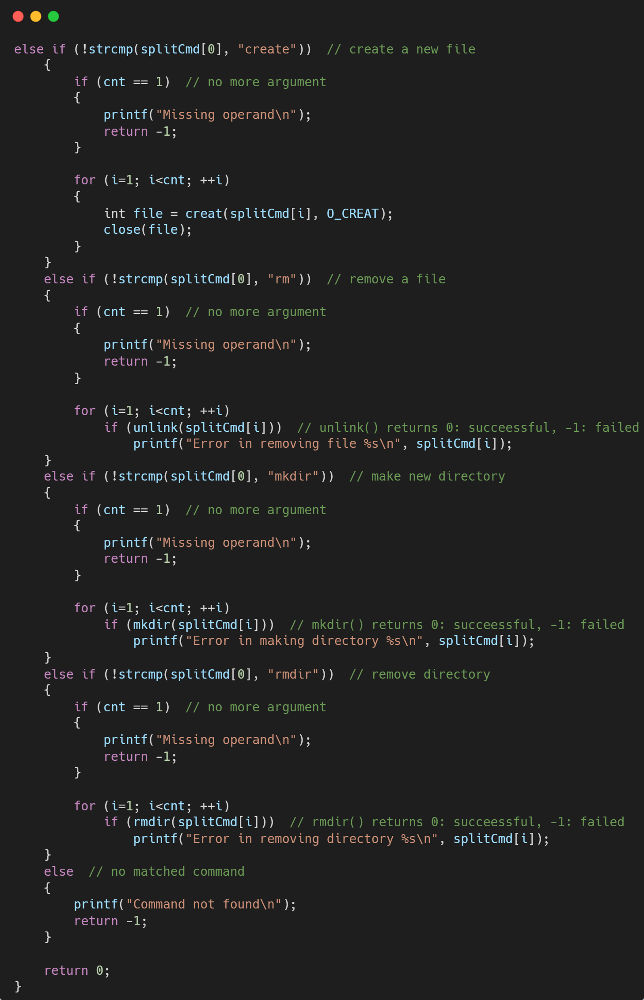 else if (!strcmp(splitCmd[0], "create"))  // create a new file
    {
        if (cnt == 1)  // no more argument
        {
            printf("Missing operand\n");
            return -1;
        }

        for (i=1; i<cnt; ++i)
        {
            int file = creat(splitCmd[i], O_CREAT);
            close(file);
        }
    }
    else if (!strcmp(splitCmd[0], "rm"))  // remove a file
    {
        if (cnt == 1)  // no more argument
        {
            printf("Missing operand\n");
            return -1;
        }

        for (i=1; i<cnt; ++i)
            if (unlink(splitCmd[i]))  // unlink() returns 0: succeessful, -1: failed
                printf("Error in removing file %s\n", splitCmd[i]);
    }
    else if (!strcmp(splitCmd[0], "mkdir"))  // make new directory
    {
        if (cnt == 1)  // no more argument
        {
            printf("Missing operand\n");
            return -1;
        }

        for (i=1; i<cnt; ++i)
            if (mkdir(splitCmd[i]))  // mkdir() returns 0: succeessful, -1: failed
                printf("Error in making directory %s\n", splitCmd[i]);
    }
    else if (!strcmp(splitCmd[0], "rmdir"))  // remove directory
    {
        if (cnt == 1)  // no more argument
        {
            printf("Missing operand\n");
            return -1;
        }

        for (i=1; i<cnt; ++i)
            if (rmdir(splitCmd[i]))  // rmdir() returns 0: succeessful, -1: failed
                printf("Error in removing directory %s\n", splitCmd[i]);
    }
    else  // no matched command
    {
        printf("Command not found\n");
        return -1;
    }

    return 0;
}